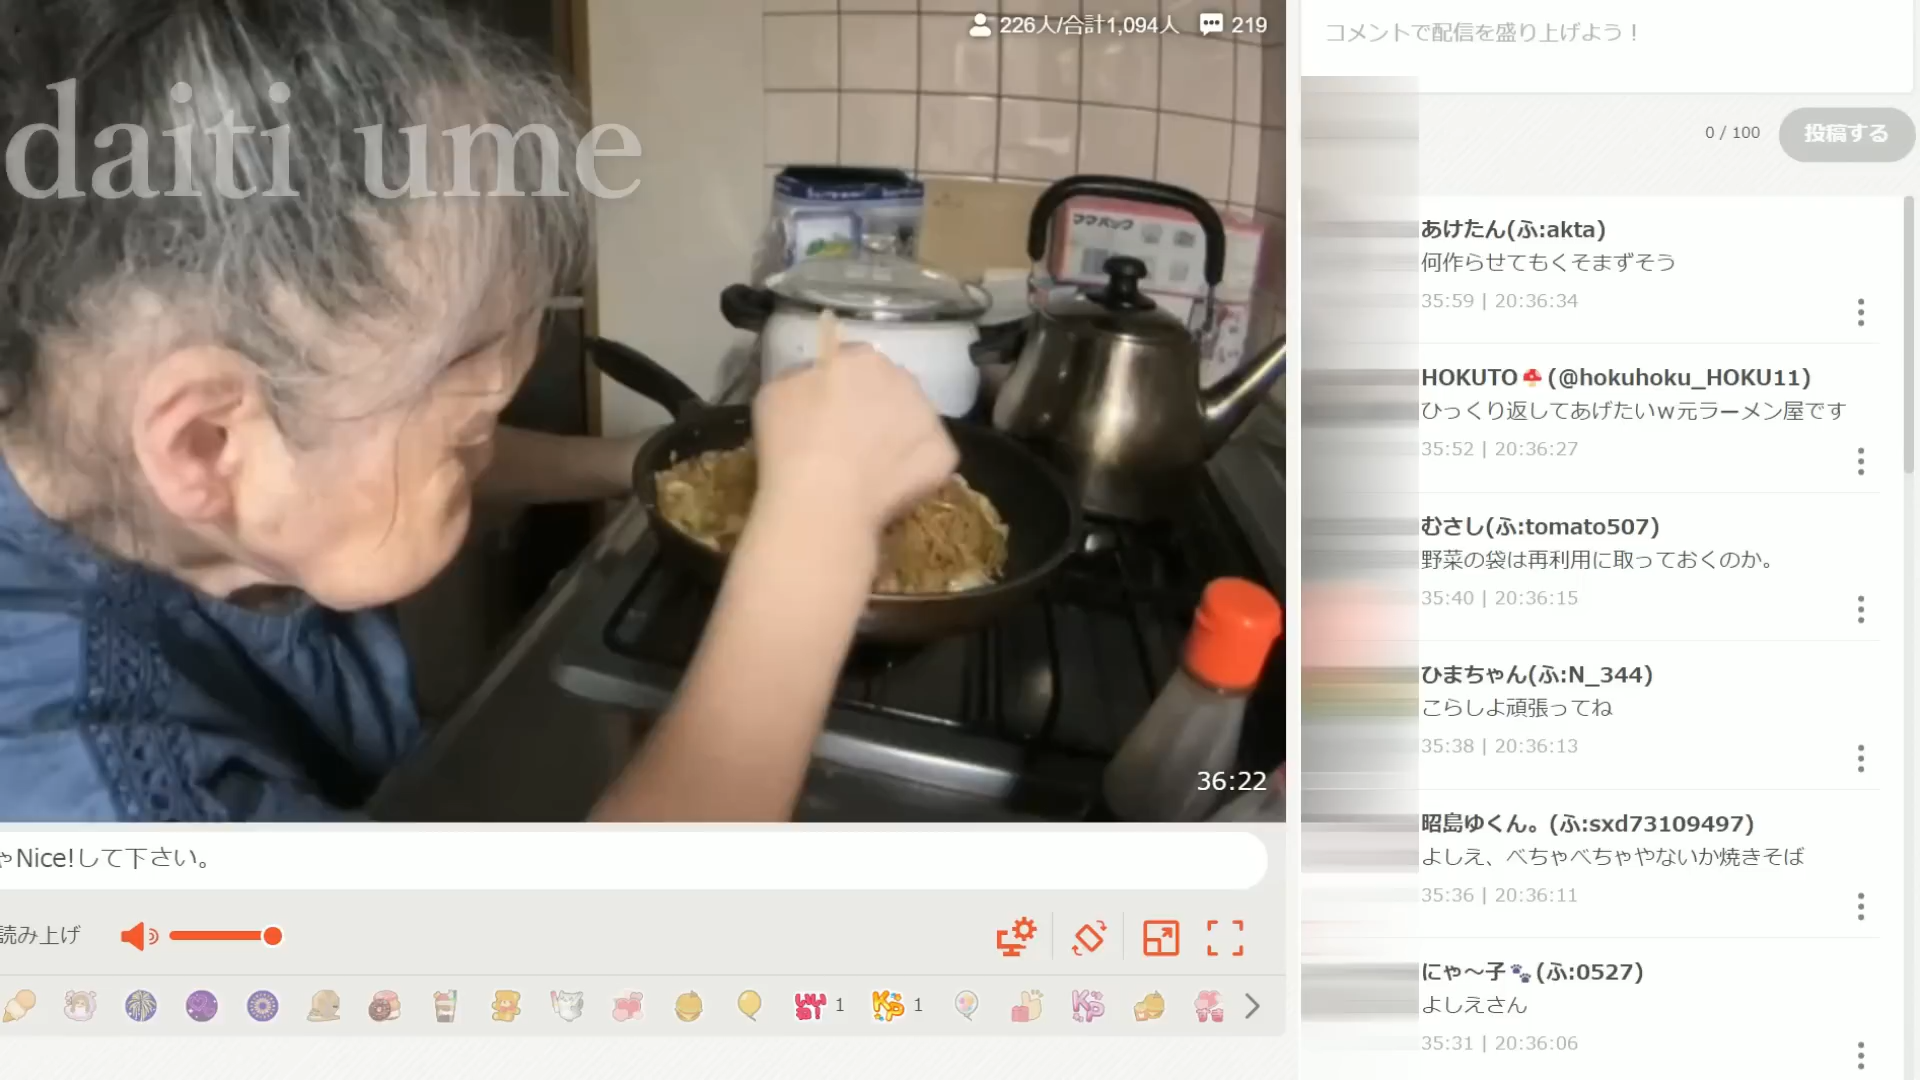 226人/合計1,094人 219
daiti ume
ママパック
36:22
ゃNice!して下さい。
読み上げ
いいね! 1
KP 1
KP
コメントで配信を盛り上げよう！
0 / 100
投稿する
あけたん(ふ:akta)
何作らせてもくそまずそう
35:59 | 20:36:34
HOKUTO🍄(@hokuhoku_HOKU11)
ひっくり返してあげたいｗ元ラーメン屋です
35:52 | 20:36:27
むさし(ふ:tomato507)
野菜の袋は再利用に取っておくのか。
35:40 | 20:36:15
ひまちゃん(ふ:N_344)
こらしよ頑張ってね
35:38 | 20:36:13
昭島ゆくん。(ふ:sxd73109497)
よしえ、べちゃべちゃやないか焼きそば
35:36 | 20:36:11
にゃ〜子🐾(ふ:0527)
よしえさん
35:31 | 20:36:06